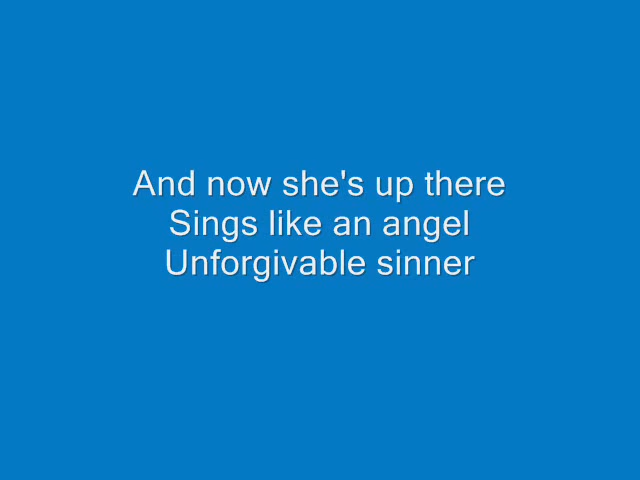 And now she's up there
Sings like an angel
Unforgivable sinner